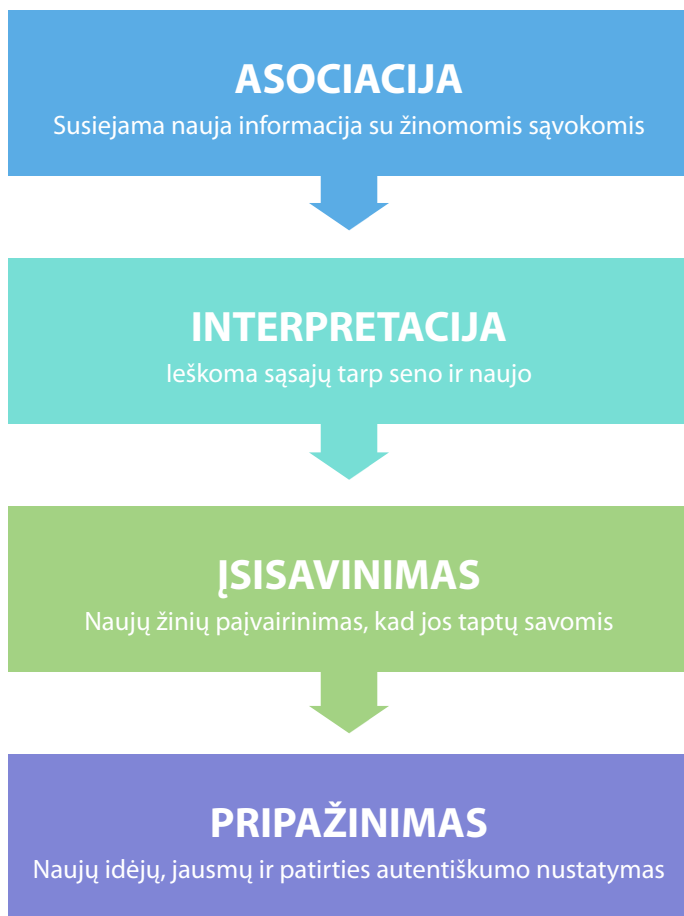 ASOCIACIJA
Susiejama nauja informacija su žinomomis sąvokomis
INTERPRETACIJA
Ieškoma sąsajų tarp seno ir naujo
ĮSISAVINIMAS
Naujų žinių paįvairinimas, kad jos taptų savomis
PRIPAŽINIMAS
Naujų idėjų, jausmų ir patirties autentiškumo nustatymas